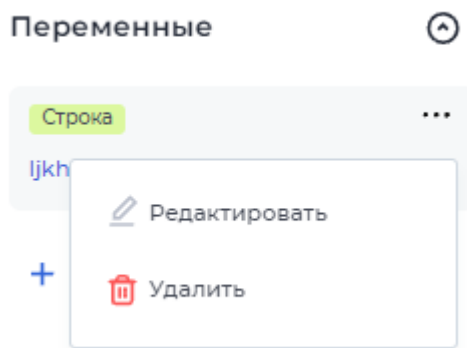 Переменные
Строка
ljkh
Редактировать
Удалить